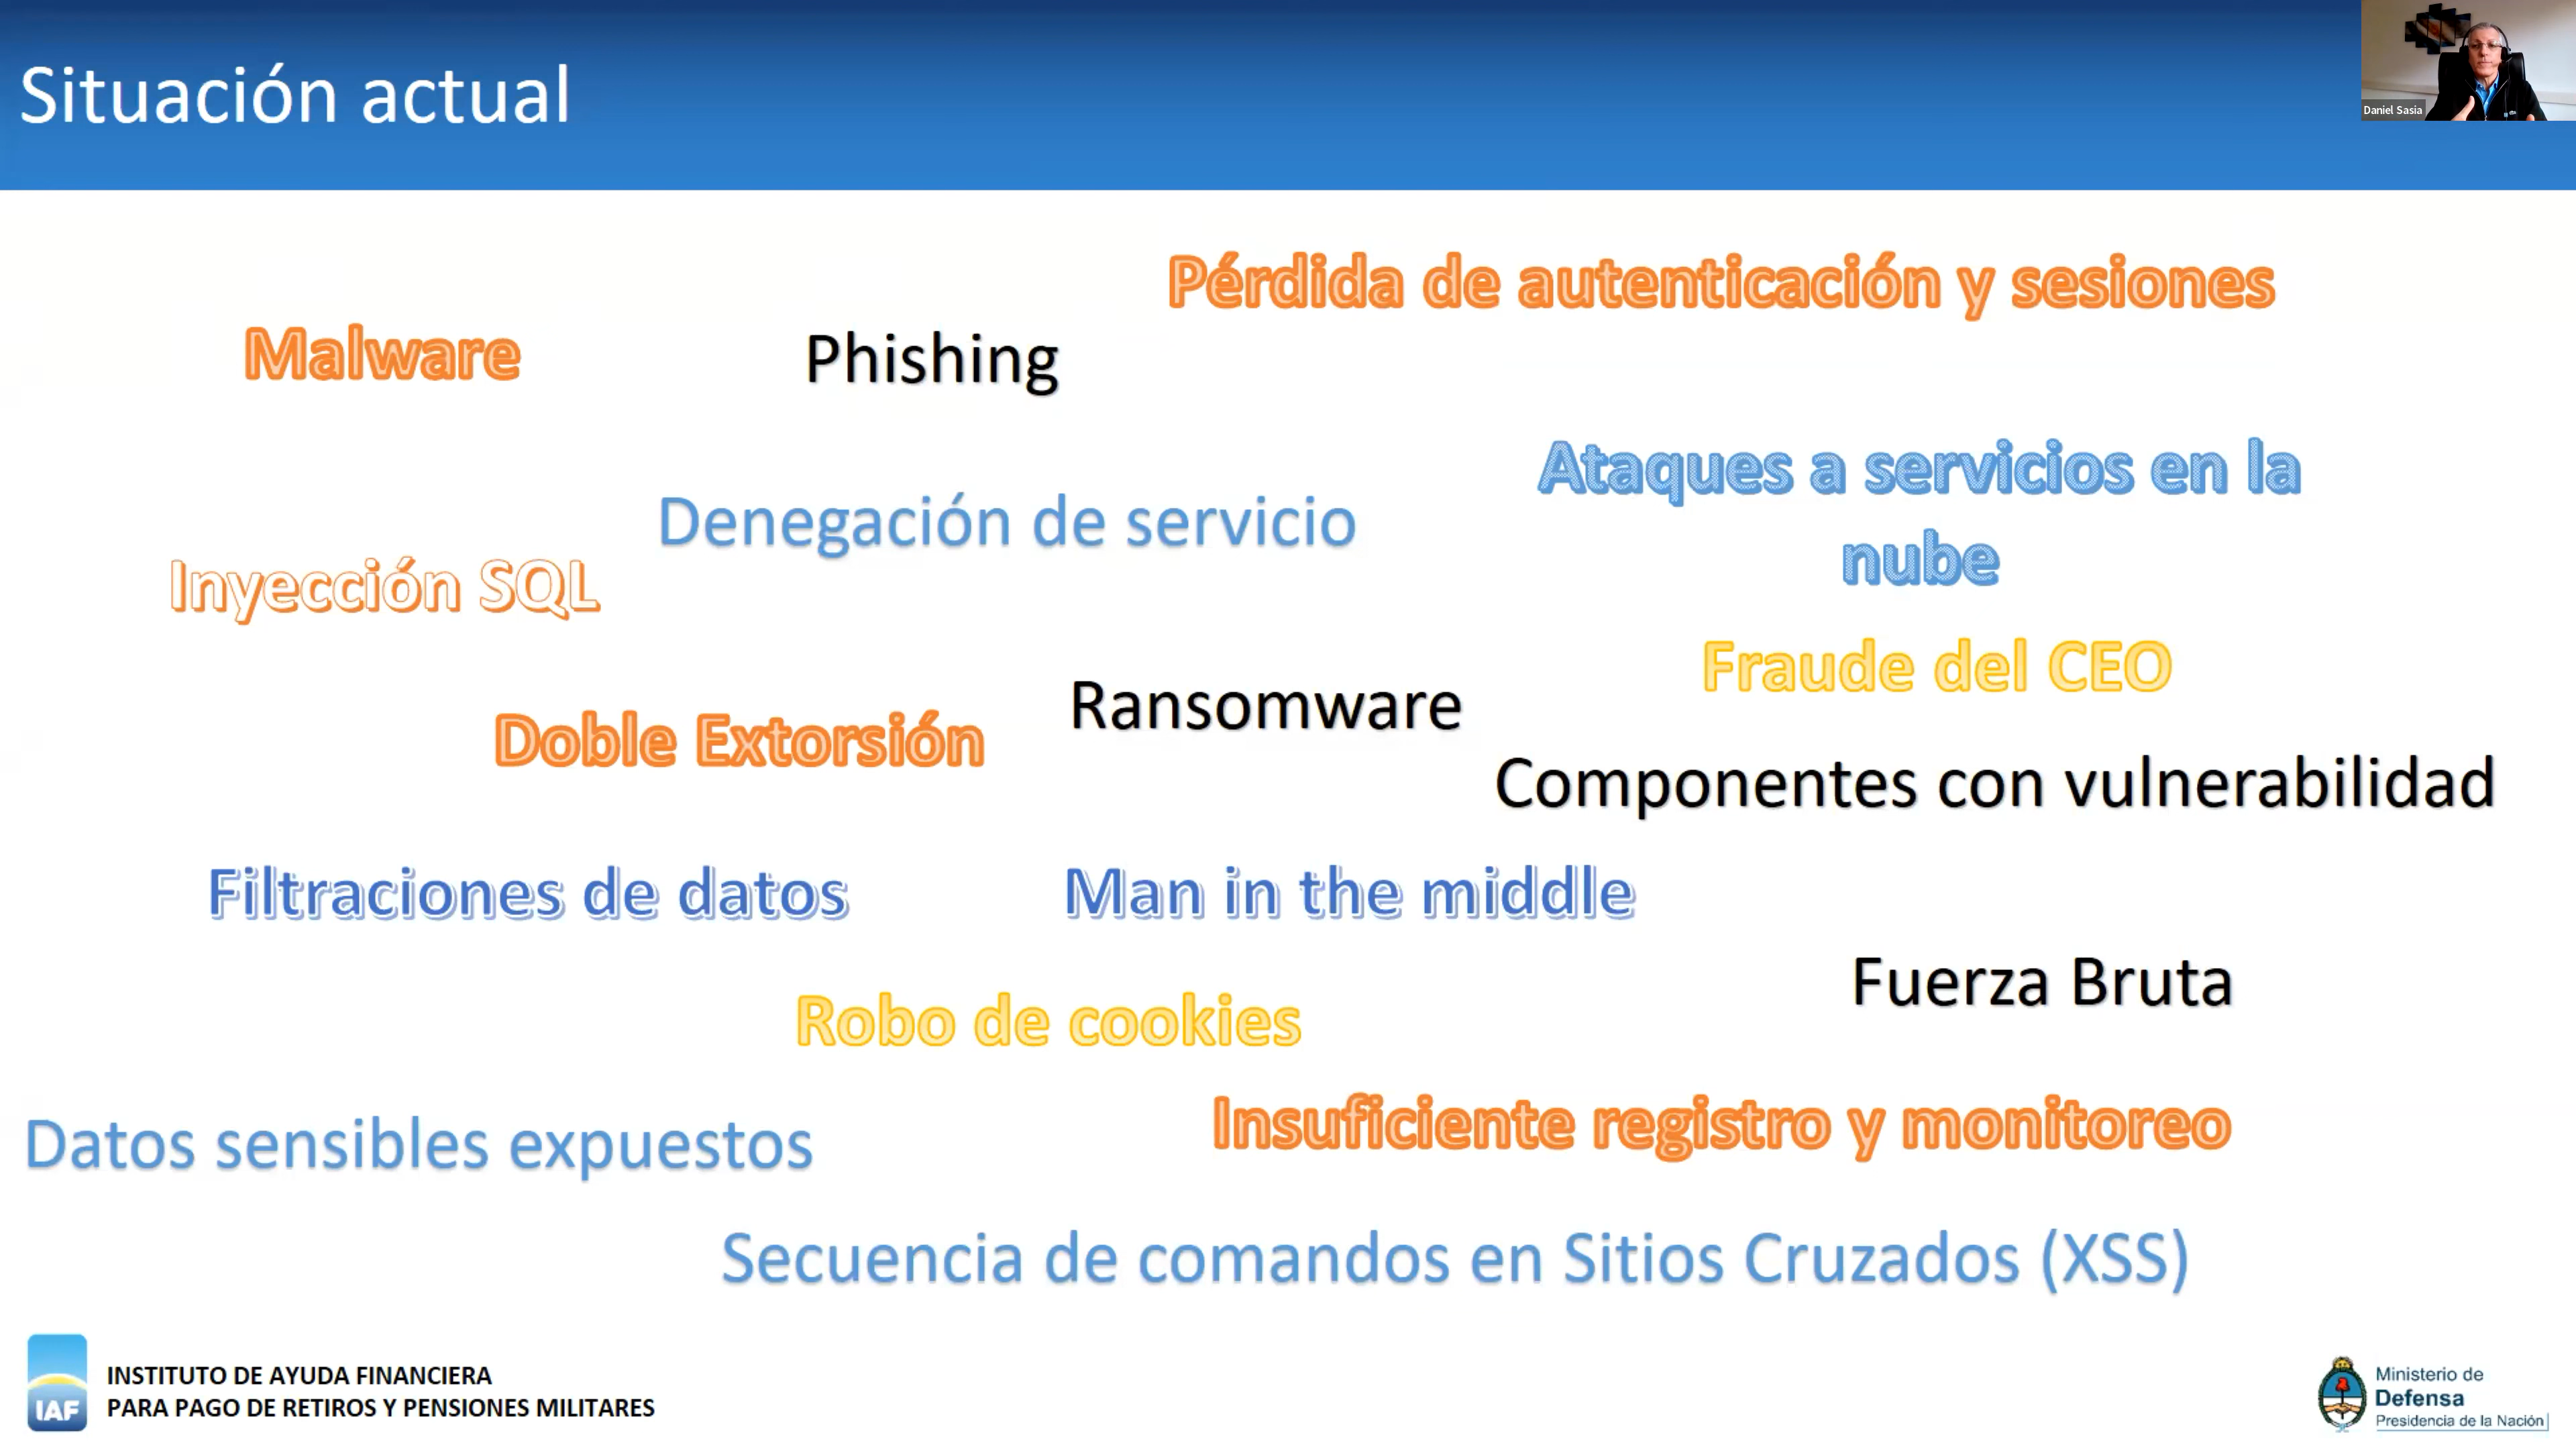 Situación actual
Daniel Sasia
Pérdida de autenticación y sesiones
Malware
Phishing
Ataques a servicios en la
nube
Denegación de servicio
Inyección SQL
Fraude del CEO
Ransomware
Doble Extorsión
Componentes con vulnerabilidad
Filtraciones de datos
Man in the middle
Fuerza Bruta
Robo de cookies
Insuficiente registro y monitoreo
Datos sensibles expuestos
Secuencia de comandos en Sitios Cruzados (XSS)
IAF
INSTITUTO DE AYUDA FINANCIERA
PARA PAGO DE RETIROS Y PENSIONES MILITARES
Ministerio de
Defensa
Presidencia de la Nación